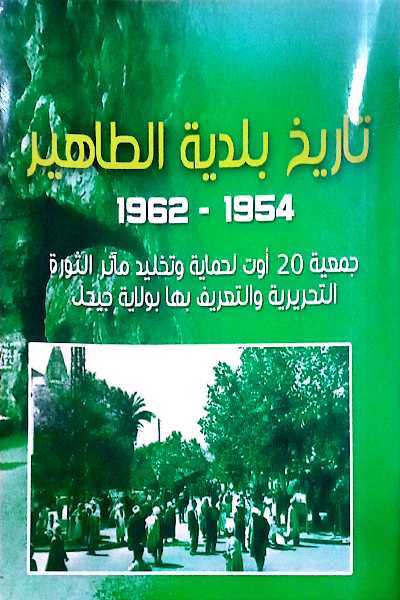 تاريخ بلدية الطاهير
1954 - 1962
جمعية 20 أوت لحماية وتخليد مآثر الثورة
التحريرية والتعريف بها بولاية جيجل